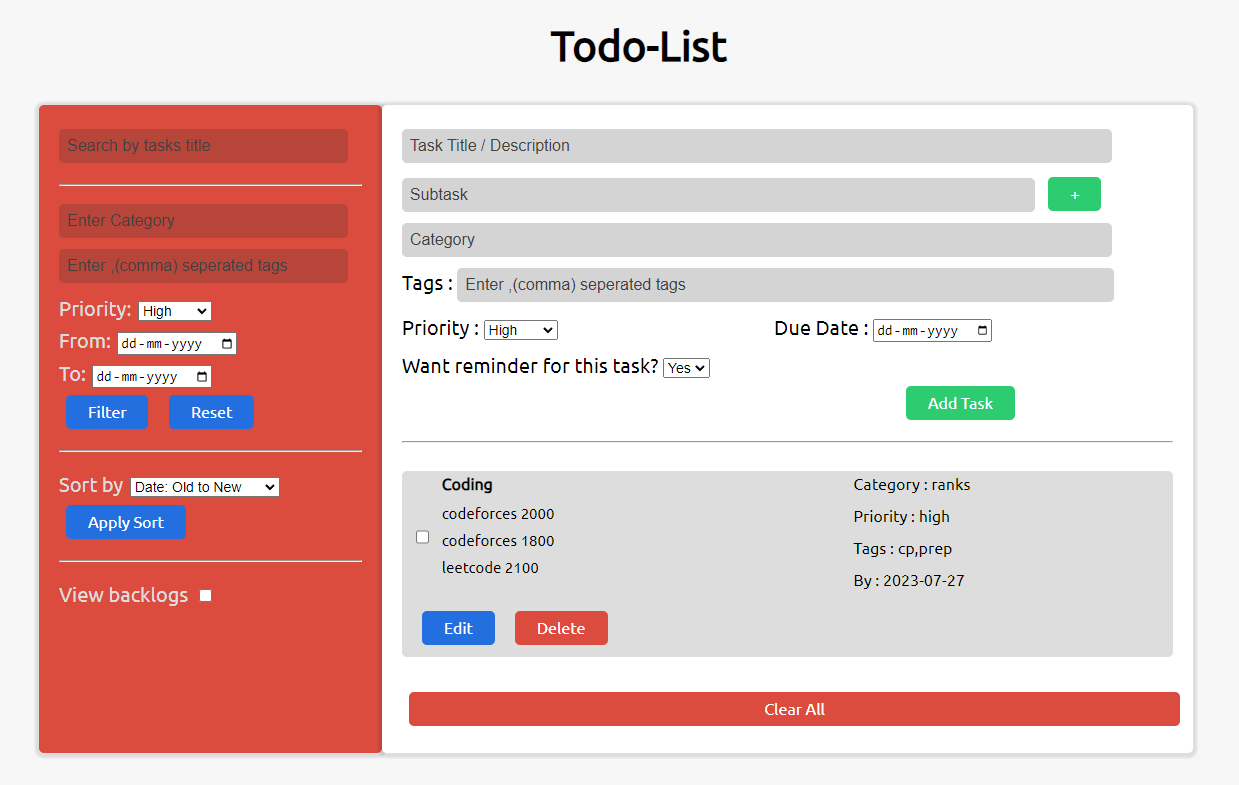 Todo-List
Search by tasks title
Enter Category
Enter ,(comma) seperated tags
Priority: High
From: dd-mm-yyyy
To: dd-mm-yyyy
Filter Reset
Sort by Date: Old to New
Apply Sort
View backlogs
Task Title / Description
Subtask +
Category
Tags : Enter ,(comma) seperated tags
Priority : High Due Date : dd-mm-yyyy
Want reminder for this task? Yes
Add Task
Coding
codeforces 2000
codeforces 1800
leetcode 2100
Category : ranks
Priority : high
Tags : cp,prep
By : 2023-07-27
Edit Delete
Clear All